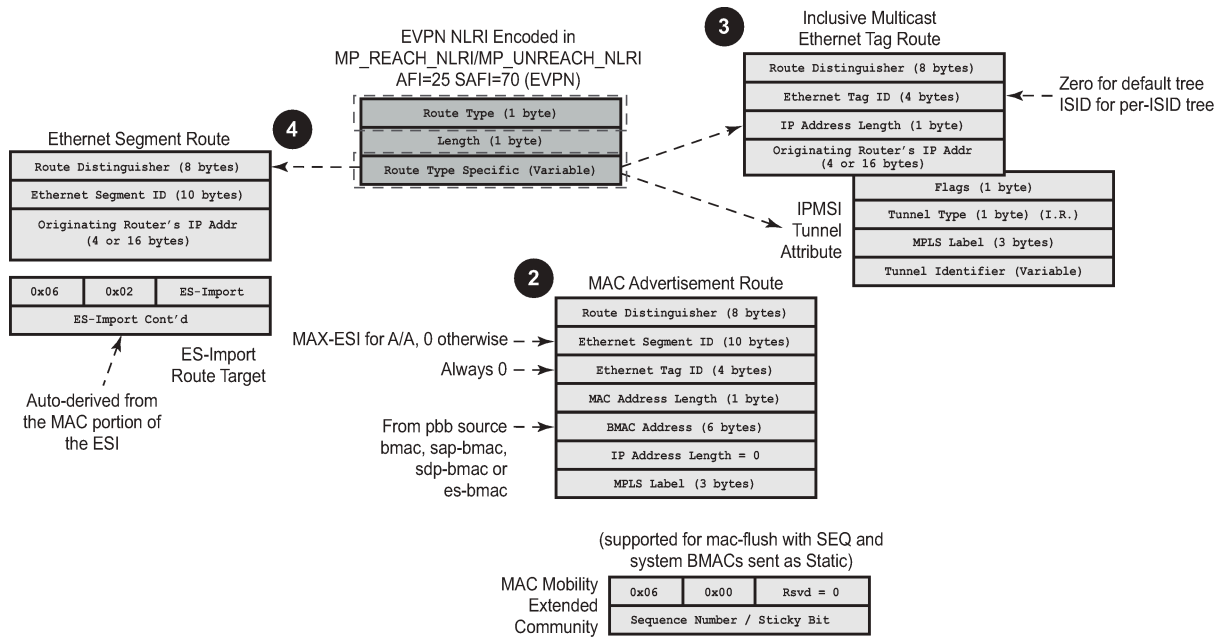 EVPN NLRI Encoded in
MP_REACH_NLRI/MP_UNREACH_NLRI
AFI=25 SAFI=70 (EVPN)
Route Type (1 byte)
Length (1 byte)
Route Type Specific (Variable)
3
Inclusive Multicast
Ethernet Tag Route
Route Distinguisher (8 bytes)
Ethernet Tag ID (4 bytes)
IP Address Length (1 byte)
Originating Router's IP Addr
(4 or 16 bytes)
Zero for default tree
ISID for per-ISID tree
IPMSI
Tunnel
Attribute
Flags (1 byte)
Tunnel Type (1 byte) (I.R.)
MPLS Label (3 bytes)
Tunnel Identifier (Variable)
4
Ethernet Segment Route
Route Distinguisher (8 bytes)
Ethernet Segment ID (10 bytes)
Originating Router's IP Addr
(4 or 16 bytes)
0x06 0x02 ES-Import
ES-Import Cont'd
ES-Import
Route Target
Auto-derived from
the MAC portion of
the ESI
2
MAC Advertisement Route
Route Distinguisher (8 bytes)
Ethernet Segment ID (10 bytes)
Ethernet Tag ID (4 bytes)
MAC Address Length (1 byte)
BMAC Address (6 bytes)
IP Address Length = 0
MPLS Label (3 bytes)
MAX-ESI for A/A, 0 otherwise
Always 0
From pbb source
bmac, sap-bmac,
sdp-bmac or
es-bmac
(supported for mac-flush with SEQ and
system BMACs sent as Static)
MAC Mobility
Extended
Community
0x06 0x00 Rsvd = 0
Sequence Number / Sticky Bit